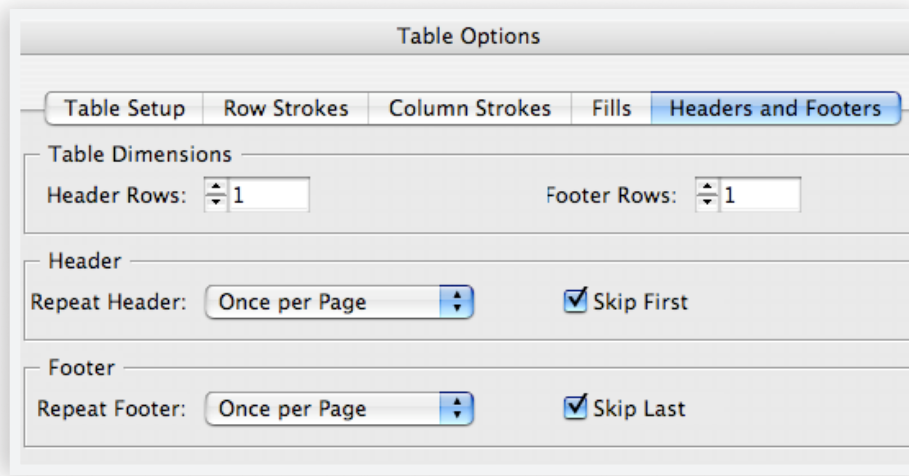 Table Options
Table Setup Row Strokes Column Strokes Fills Headers and Footers
Table Dimensions
Header Rows: 1 Footer Rows: 1
Header
Repeat Header: Once per Page Skip First
Footer
Repeat Footer: Once per Page Skip Last